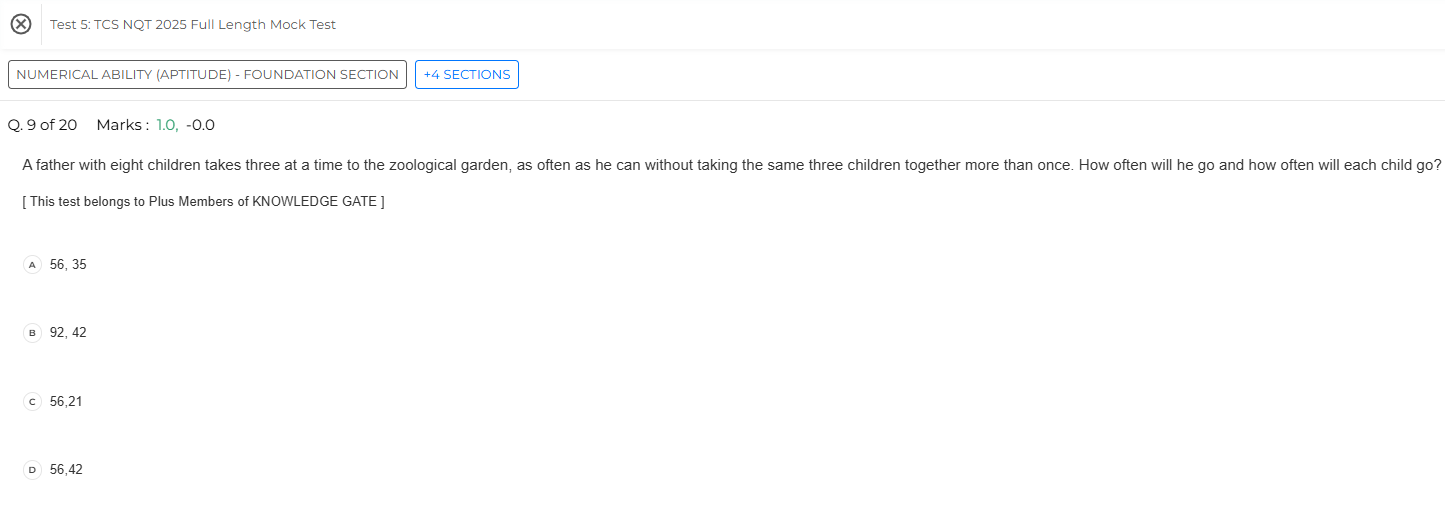 Test 5: TCS NQT 2025 Full Length Mock Test
NUMERICAL ABILITY (APTITUDE) - FOUNDATION SECTION
+4 SECTIONS
Q. 9 of 20 Marks : 1.0, -0.0
A father with eight children takes three at a time to the zoological garden, as often as he can without taking the same three children together more than once. How often will he go and how often will each child go?
[ This test belongs to Plus Members of KNOWLEDGE GATE ]
A 56, 35
B 92, 42
C 56,21
D 56,42